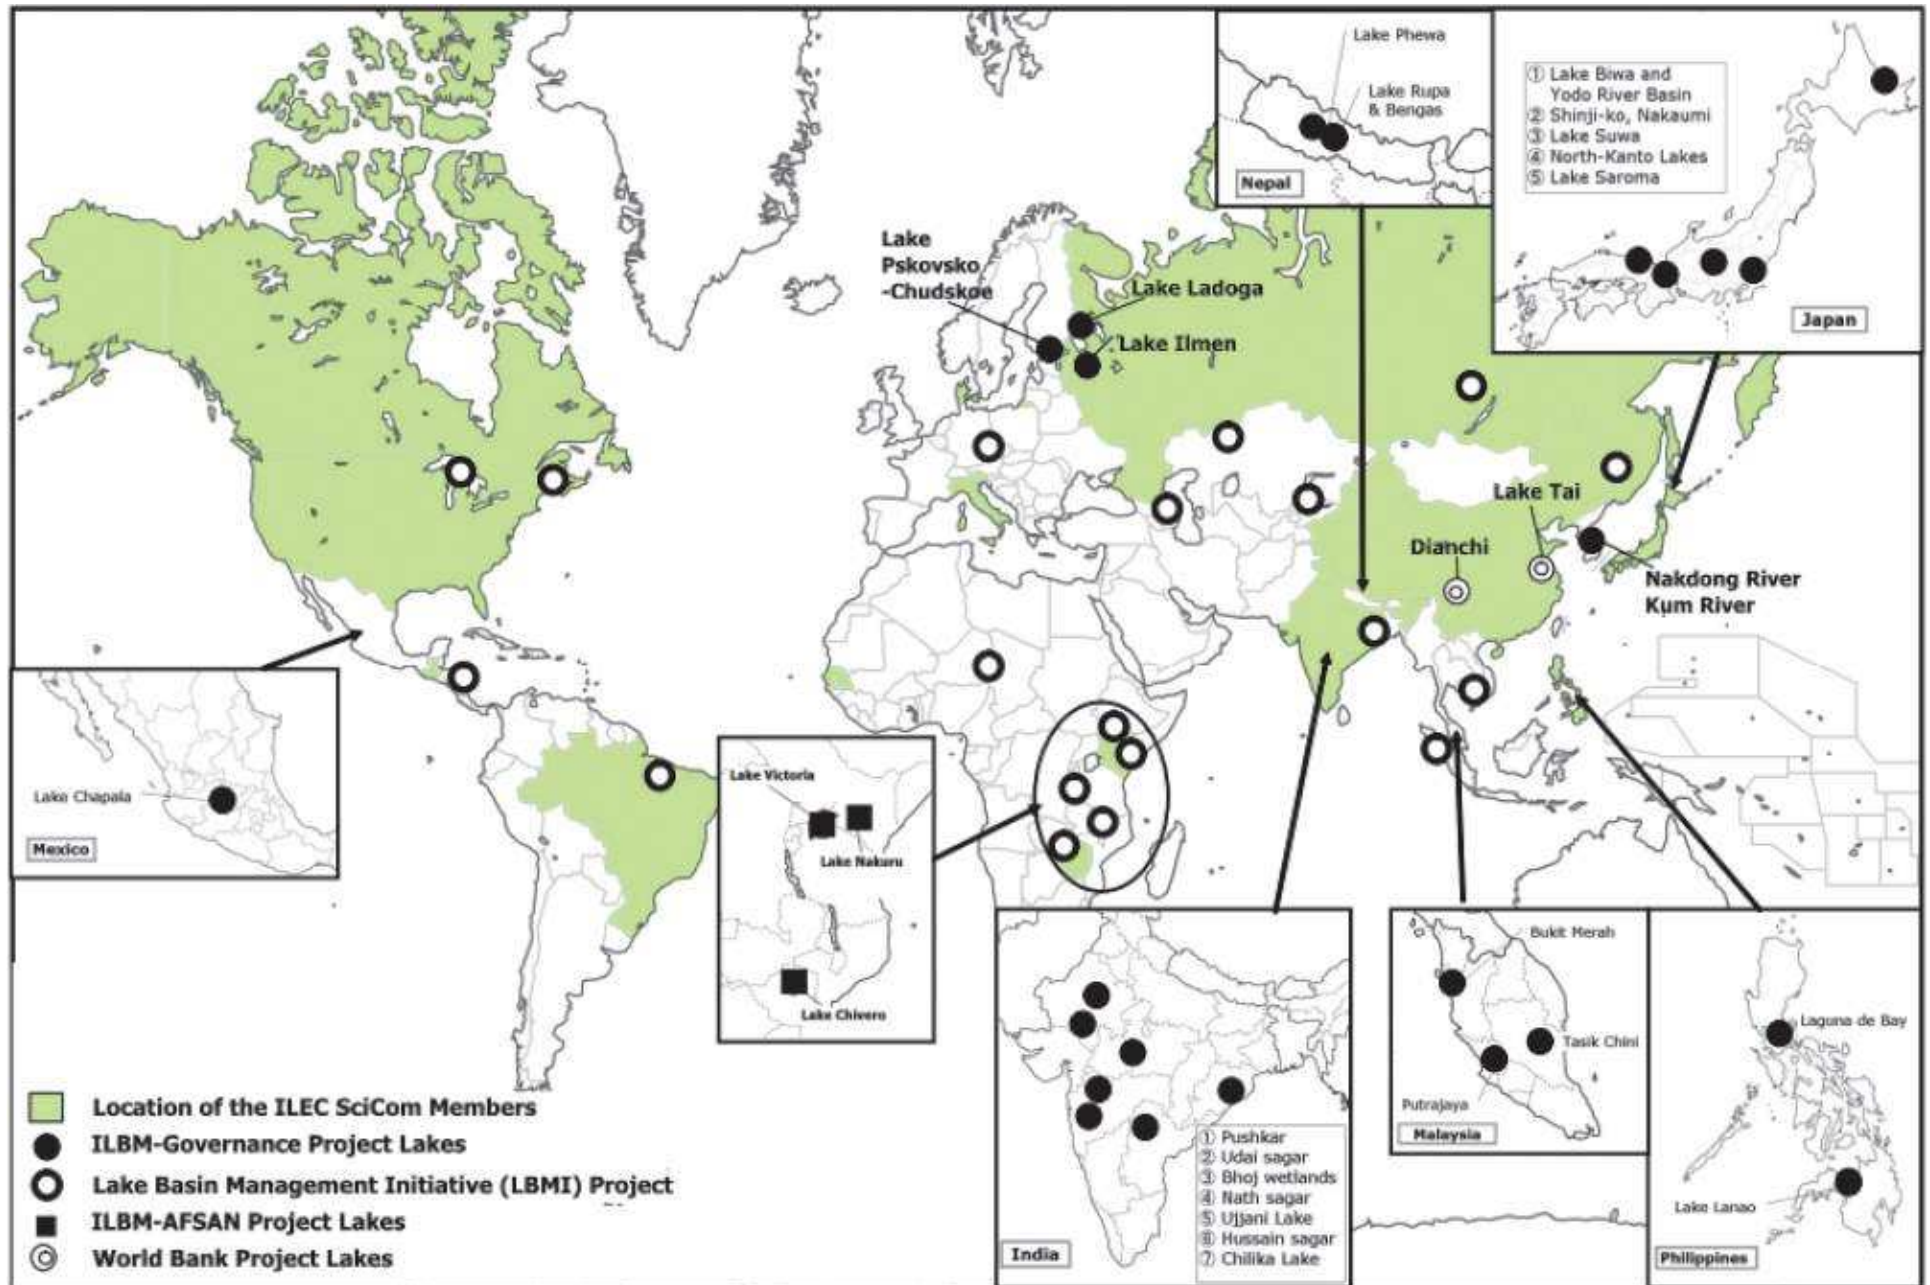 Lake Phewa
Lake Rupa
& Bengas
Nepal
① Lake Biwa and
Yodo River Basin
② Shinji-ko, Nakaumi
③ Lake Suwa
④ North-Kanto Lakes
⑤ Lake Saroma
Japan
Lake
Pskovsko
-Chudskoe
Lake Ladoga
Lake Ilmen
Lake Tai
Dianchi
Nakdong River
Kum River
Lake Chapala
Mexico
Lake Victoria
Lake Nakuru
Lake Chivero
① Pushkar
② Udai sagar
③ Bhoj wetlands
④ Nath sagar
⑤ Ujjani Lake
⑥ Hussain sagar
⑦ Chilika Lake
India
Bukit Merah
Tasik Chini
Putrajaya
Malaysia
Laguna de Bay
Lake Lanao
Philippines
Location of the ILEC SciCom Members
ILBM-Governance Project Lakes
Lake Basin Management Initiative (LBMI) Project
ILBM-AFSAN Project Lakes
World Bank Project Lakes